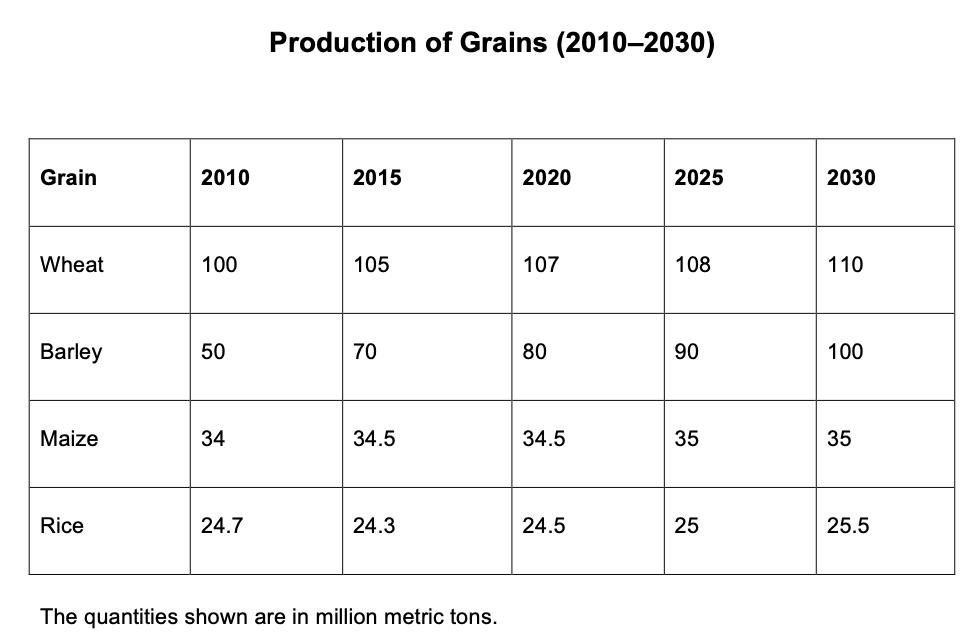 Production of Grains (2010–2030)
Grain 2010 2015 2020 2025 2030
Wheat 100 105 107 108 110
Barley 50 70 80 90 100
Maize 34 34.5 34.5 35 35
Rice 24.7 24.3 24.5 25 25.5
The quantities shown are in million metric tons.